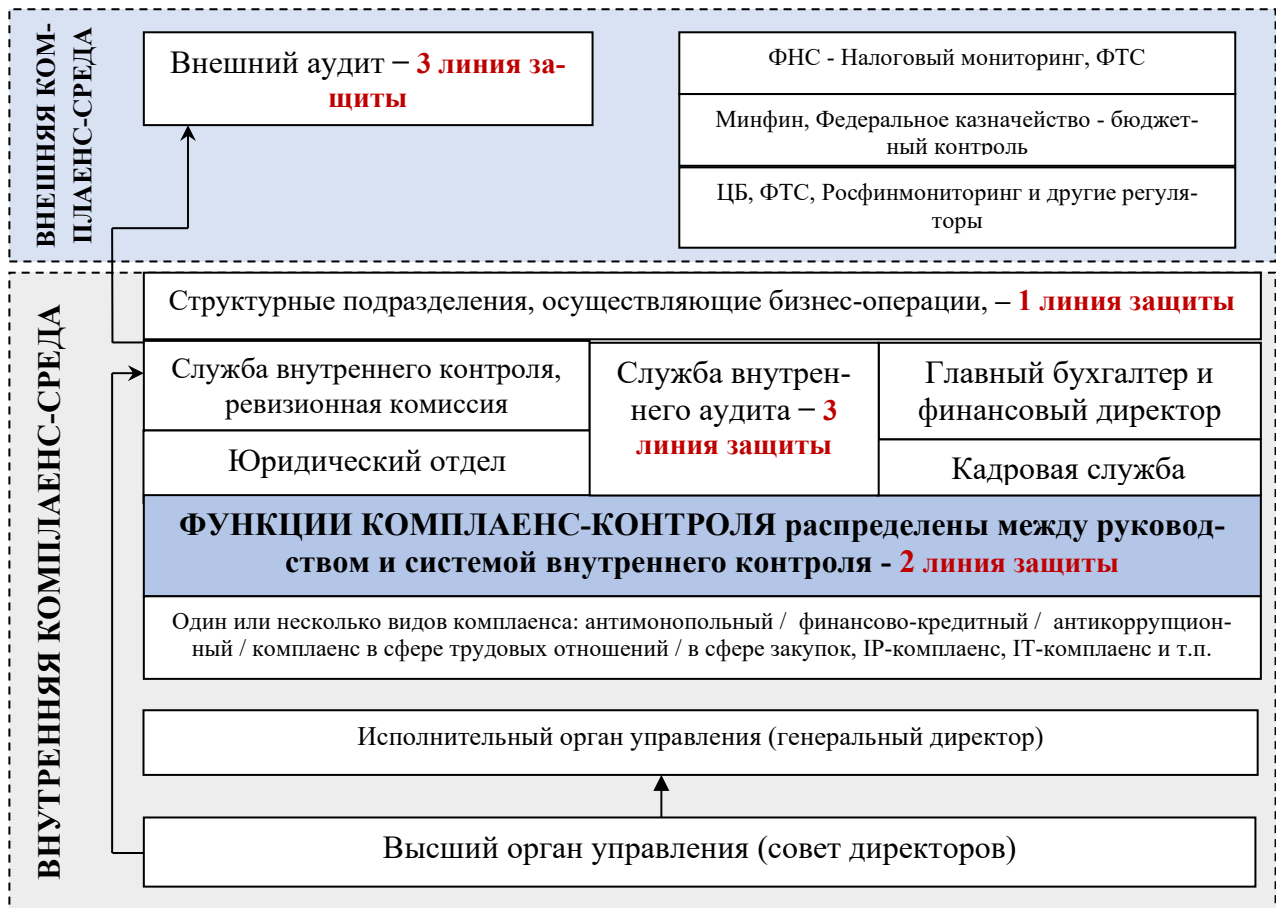 ВНЕШНЯЯ КОМ-
ПЛАЕНС-СРЕДА
Внешний аудит – 3 линия за-
щиты
ФНС - Налоговый мониторинг, ФТС
Минфин, Федеральное казначейство - бюджет-
ный контроль
ЦБ, ФТС, Росфинмониторинг и другие регуля-
торы
ВНУТРЕННЯЯ КОМПЛАЕНС-СРЕДА
Структурные подразделения, осуществляющие бизнес-операции, – 1 линия защиты
Служба внутреннего контроля,
ревизионная комиссия
Юридический отдел
Служба внутрен-
него аудита – 3
линия защиты
Главный бухгалтер и
финансовый директор
Кадровая служба
ФУНКЦИИ КОМПЛАЕНС-КОНТРОЛЯ распределены между руковод-
ством и системой внутреннего контроля - 2 линия защиты
Один или несколько видов комплаенса: антимонопольный / финансово-кредитный / антикоррупцион-
ный / комплаенс в сфере трудовых отношений / в сфере закупок, IP-комплаенс, IT-комплаенс и т.п.
Исполнительный орган управления (генеральный директор)
Высший орган управления (совет директоров)